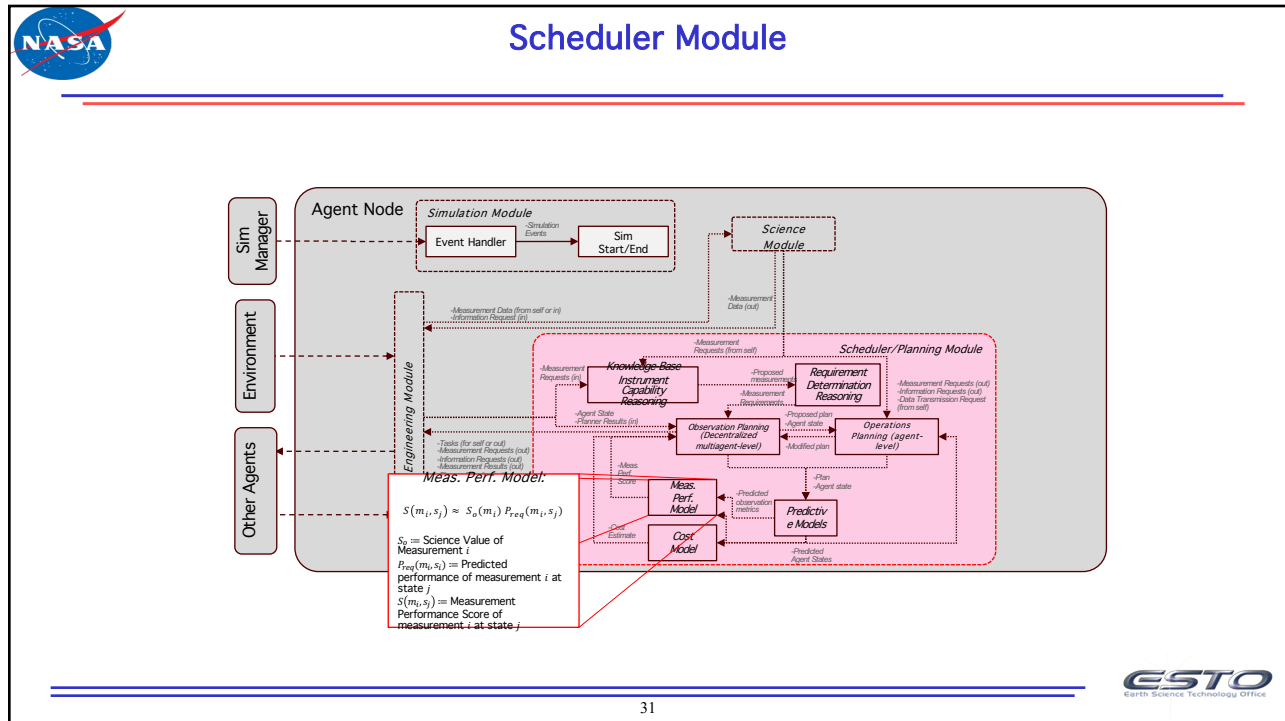 NASA
Scheduler Module
Sim
Manager
Environment
Other Agents
Agent Node
Simulation Module
Event Handler
-Simulation
Events
Sim
Start/End
Science
Module
Engineering Module
-Measurement Data (from self or in)
-Information Request (in)
-Measurement
Data (out)
Scheduler/Planning Module
-Measurement
Requests (from self)
-Measurement
Requests (in)
Knowledge-Base
Instrument
Capability
Reasoning
-Proposed
measurements
-Measurement
Requirements
Requirement
Determination
Reasoning
-Measurement Requests (out)
-Information Requests (out)
-Data Transmission Request
(from self)
-Agent State
-Planner Results (in)
Observation Planning
(Decentralized
multiagent-level)
-Proposed plan
-Agent state
-Modified plan
Operations
Planning (agent-
level)
-Tasks (for self or out)
-Measurement Requests (out)
-Information Requests (out)
-Measurement Results (out)
-Meas.
Perf.
Score
Meas.
Perf.
Model
-Predicted
observation
metrics
-Plan
-Agent state
Predictiv
e Models
-Cost
Estimate
Cost
Model
-Predicted
Agent States
Meas. Perf. Model:
S(m_i, s_j) ≈ S_o(m_i) P_req(m_i, s_j)
S_o ≔ Science Value of
Measurement i
P_req(m_i, s_i) ≔ Predicted
performance of measurement i at
state j
S(m_i, s_j) ≔ Measurement
Performance Score of
measurement i at state j
31
ESTO
Earth Science Technology Office